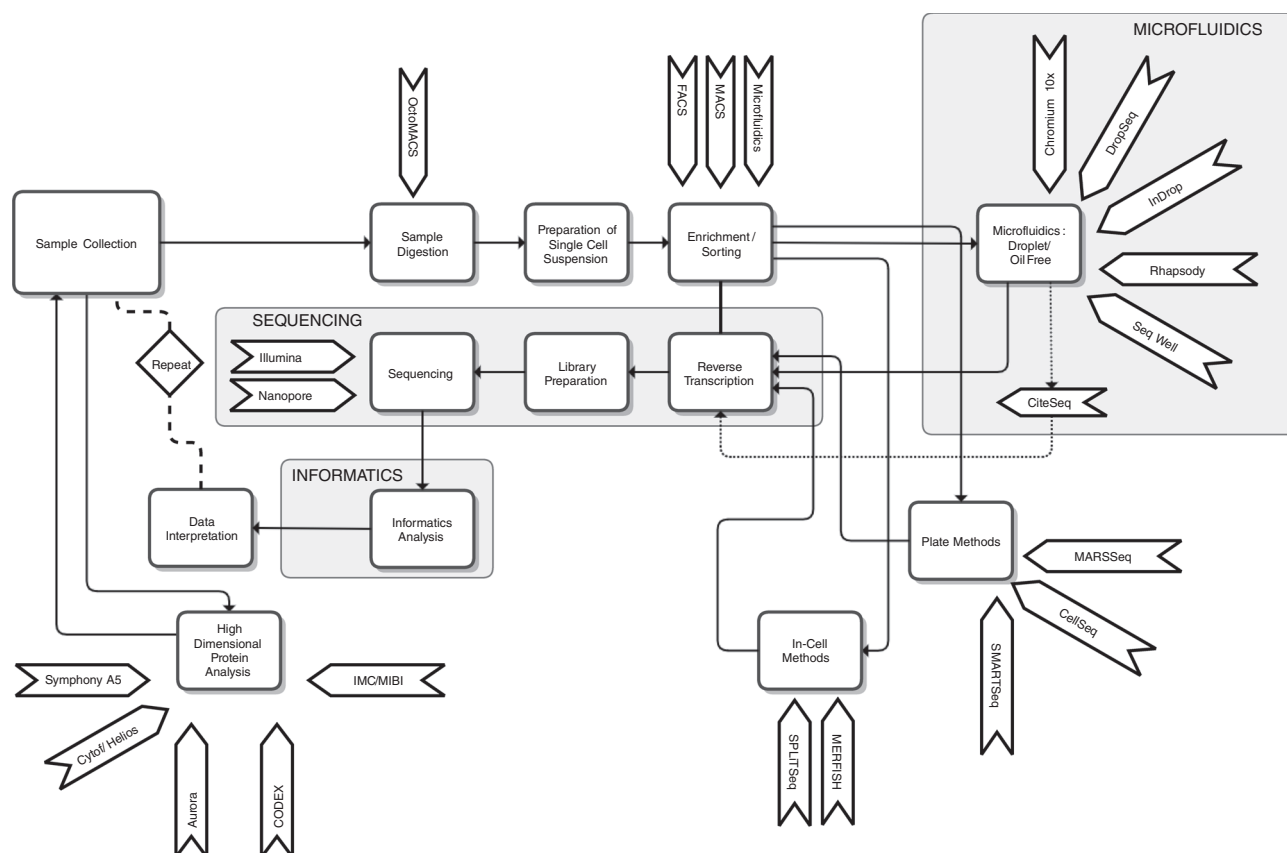 MICROFLUIDICS
OctoMACS
FACS
MACS
Microfluidics
Chromium 10x
DropSeq
InDrop
Rhapsody
Seq Well
CiteSeq
Sample Collection
Sample
Digestion
Preparation of
Single Cell
Suspension
Enrichment/
Sorting
Microfluidics:
Droplet/
Oil Free
SEQUENCING
Illumina
Nanopore
Sequencing
Library
Preparation
Reverse
Transcription
Repeat
INFORMATICS
Informatics
Analysis
Data
Interpretation
Plate Methods
MARSSeq
CellSeq
SMARTSeq
In-Cell
Methods
SPLiTSeq
MERFISH
High
Dimensional
Protein
Analysis
Symphony A5
IMC/MIBI
Cytof/ Helios
Aurora
CODEX